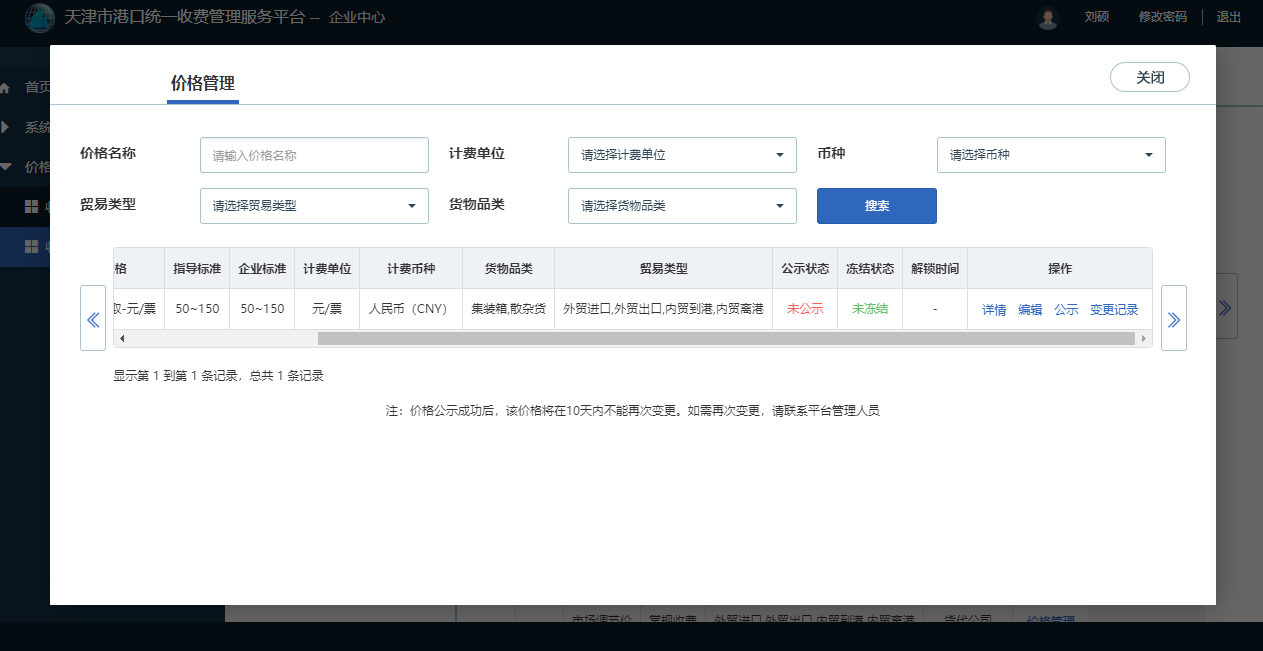 天津市港口统一收费管理服务平台 -- 企业中心
刘硕 修改密码 退出
首页
系统
价格
价格管理
关闭
价格名称 请输入价格名称 计费单位 请选择计费单位 币种 请选择币种
贸易类型 请选择贸易类型 货物品类 请选择货物品类 搜索
格 指导标准 企业标准 计费单位 计费币种 货物品类 贸易类型 公示状态 冻结状态 解锁时间 操作
-元/票 50~150 50~150 元/票 人民币（CNY） 集装箱,散杂货 外贸进口,外贸出口,内贸到港,内贸离港 未公示 未冻结 - 详情 编辑 公示 变更记录
显示第 1 到第 1 条记录，总共 1 条记录
注：价格公示成功后，该价格将在10天内不能再次变更。如需再次变更，请联系平台管理人员
市场调节价 常规收费 外贸进口,外贸出口,内贸到港,内贸离港 货代公司 价格管理